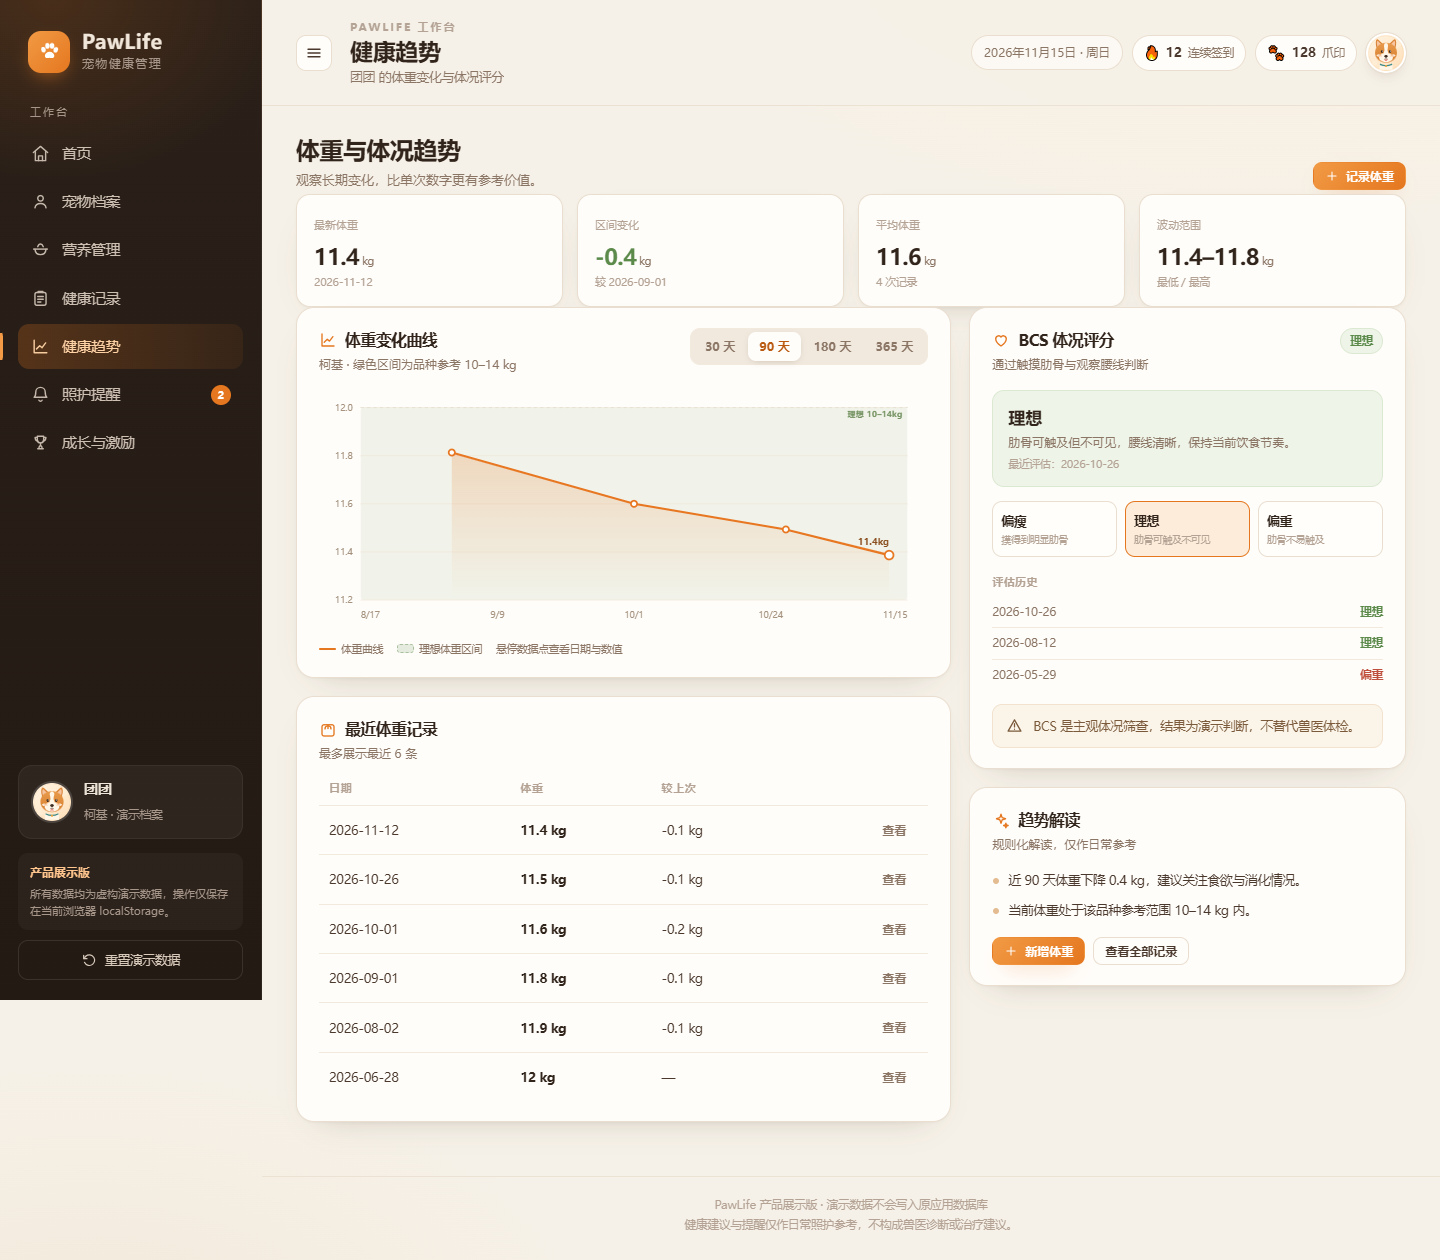 PawLife
宠物健康管理
工作台
首页
宠物档案
营养管理
健康记录
健康趋势
照护提醒
2
成长与激励
团团
柯基 · 演示档案
产品展示版
所有数据均为虚构演示数据，操作仅保存
在当前浏览器 localStorage。
重置演示数据
PAWLIFE 工作台
健康趋势
团团 的体重变化与体况评分
2026年11月15日 · 周日
12 连续签到
128 爪印
体重与体况趋势
观察长期变化，比单次数字更有参考价值。
记录体重
最新体重
11.4 kg
2026-11-12
区间变化
-0.4 kg
较 2026-09-01
平均体重
11.6 kg
4 次记录
波动范围
11.4–11.8 kg
最低 / 最高
体重变化曲线
柯基 · 绿色区间为品种参考 10–14 kg
30 天
90 天
180 天
365 天
12.0
11.8
11.6
11.4
11.2
理想 10–14kg
11.4kg
8/17
9/9
10/1
10/24
11/15
体重曲线
理想体重区间
悬停数据点查看日期与数值
最近体重记录
最多展示最近 6 条
日期 体重 较上次
2026-11-12 11.4 kg -0.1 kg 查看
2026-10-26 11.5 kg -0.1 kg 查看
2026-10-01 11.6 kg -0.2 kg 查看
2026-09-01 11.8 kg -0.1 kg 查看
2026-08-02 11.9 kg -0.1 kg 查看
2026-06-28 12 kg — 查看
BCS 体况评分
理想
通过触摸肋骨与观察腰线判断
理想
肋骨可触及但不可见，腰线清晰，保持当前饮食节奏。
最近评估：2026-10-26
偏瘦
摸得到明显肋骨
理想
肋骨可触及不可见
偏重
肋骨不易触及
评估历史
2026-10-26 理想
2026-08-12 理想
2026-05-29 偏重
BCS 是主观体况筛查，结果为演示判断，不替代兽医体检。
趋势解读
规则化解读，仅作日常参考
近 90 天体重下降 0.4 kg，建议关注食欲与消化情况。
当前体重处于该品种参考范围 10–14 kg 内。
新增体重
查看全部记录
PawLife 产品展示版 · 演示数据不会写入原应用数据库
健康建议与提醒仅作日常照护参考，不构成兽医诊断或治疗建议。